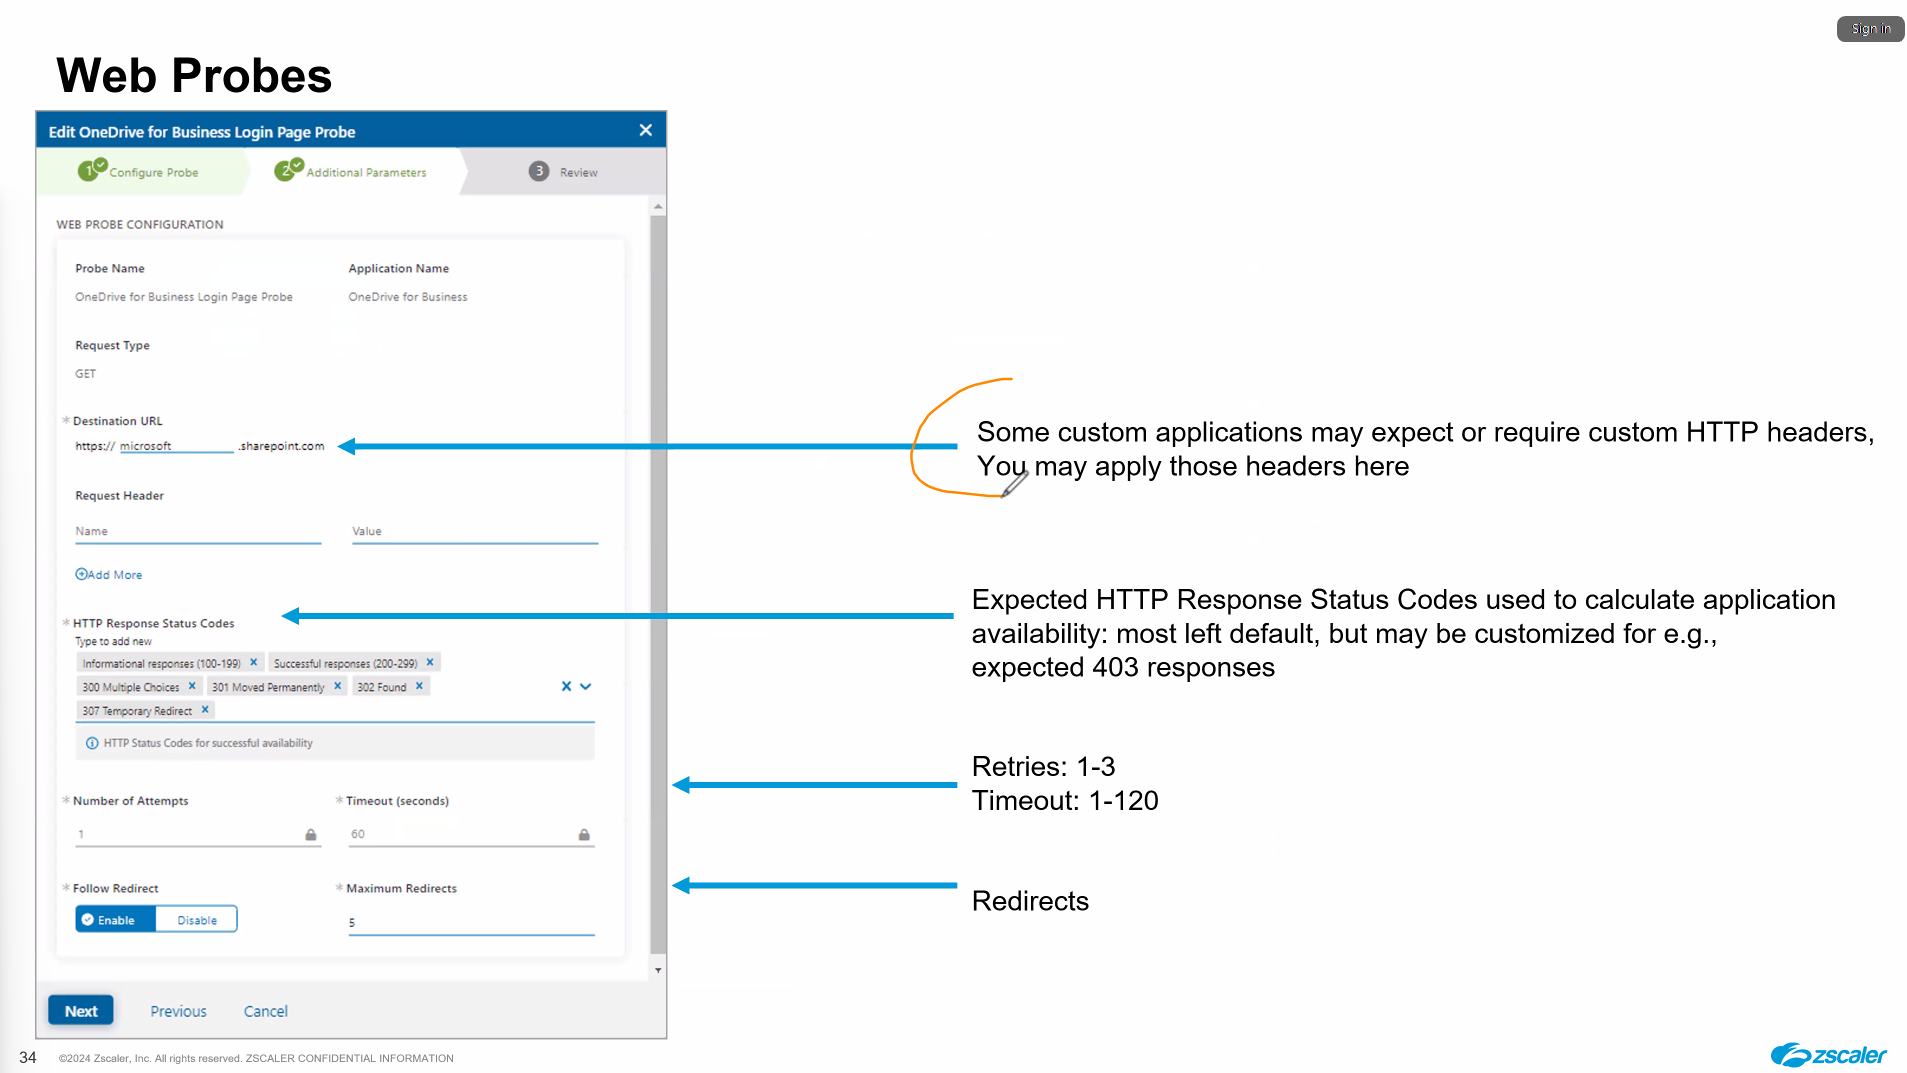 Sign in
Web Probes
Edit OneDrive for Business Login Page Probe
1 Configure Probe
2 Additional Parameters
3 Review
WEB PROBE CONFIGURATION
Probe Name
Application Name
OneDrive for Business Login Page Probe
OneDrive for Business
Request Type
GET
* Destination URL
https:// microsoft .sharepoint.com
Some custom applications may expect or require custom HTTP headers,
You may apply those headers here
Request Header
Name
Value
Add More
* HTTP Response Status Codes
Type to add new
Informational responses (100-199) ×
Successful responses (200-299) ×
300 Multiple Choices ×
301 Moved Permanently ×
302 Found ×
307 Temporary Redirect ×
HTTP Status Codes for successful availability
Expected HTTP Response Status Codes used to calculate application
availability: most left default, but may be customized for e.g.,
expected 403 responses
* Number of Attempts
* Timeout (seconds)
1
60
Retries: 1-3
Timeout: 1-120
* Follow Redirect
* Maximum Redirects
Enable
Disable
5
Redirects
Next
Previous
Cancel
34
©2024 Zscaler, Inc. All rights reserved. ZSCALER CONFIDENTIAL INFORMATION
zscaler